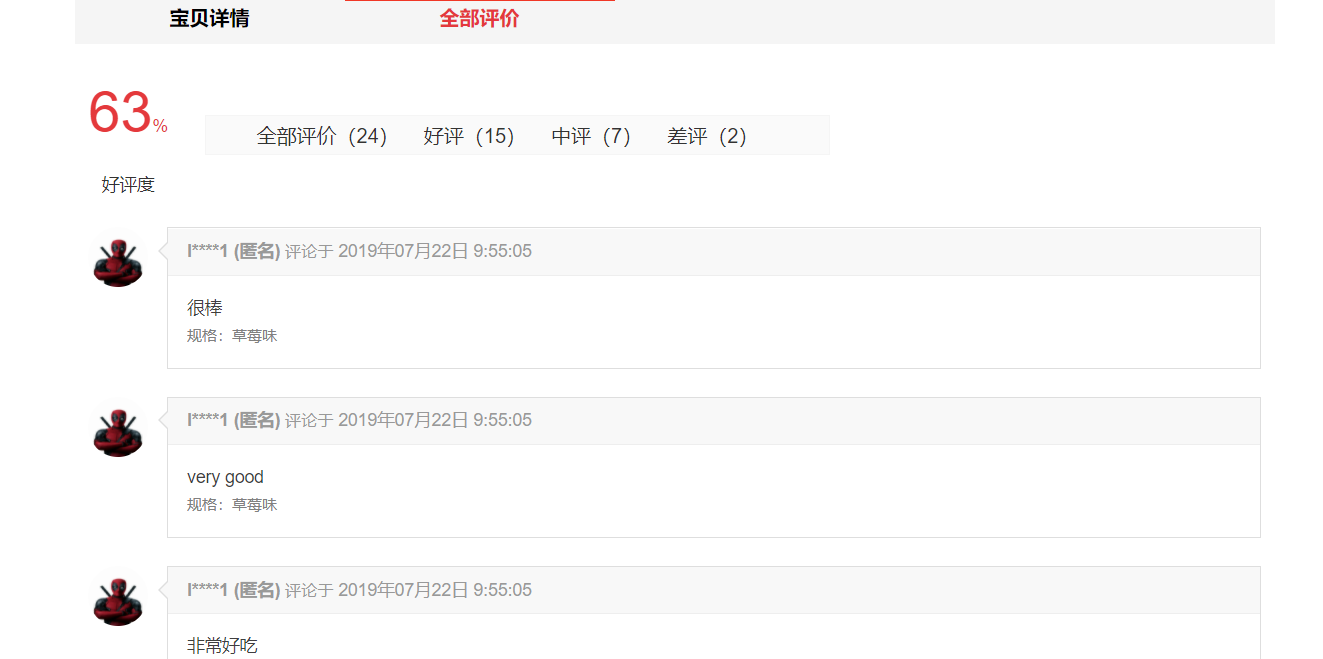 宝贝详情 全部评价
63%
全部评价（24） 好评（15） 中评（7） 差评（2）
好评度
l****1 (匿名) 评论于 2019年07月22日 9:55:05
很棒
规格：草莓味
l****1 (匿名) 评论于 2019年07月22日 9:55:05
very good
规格：草莓味
l****1 (匿名) 评论于 2019年07月22日 9:55:05
非常好吃